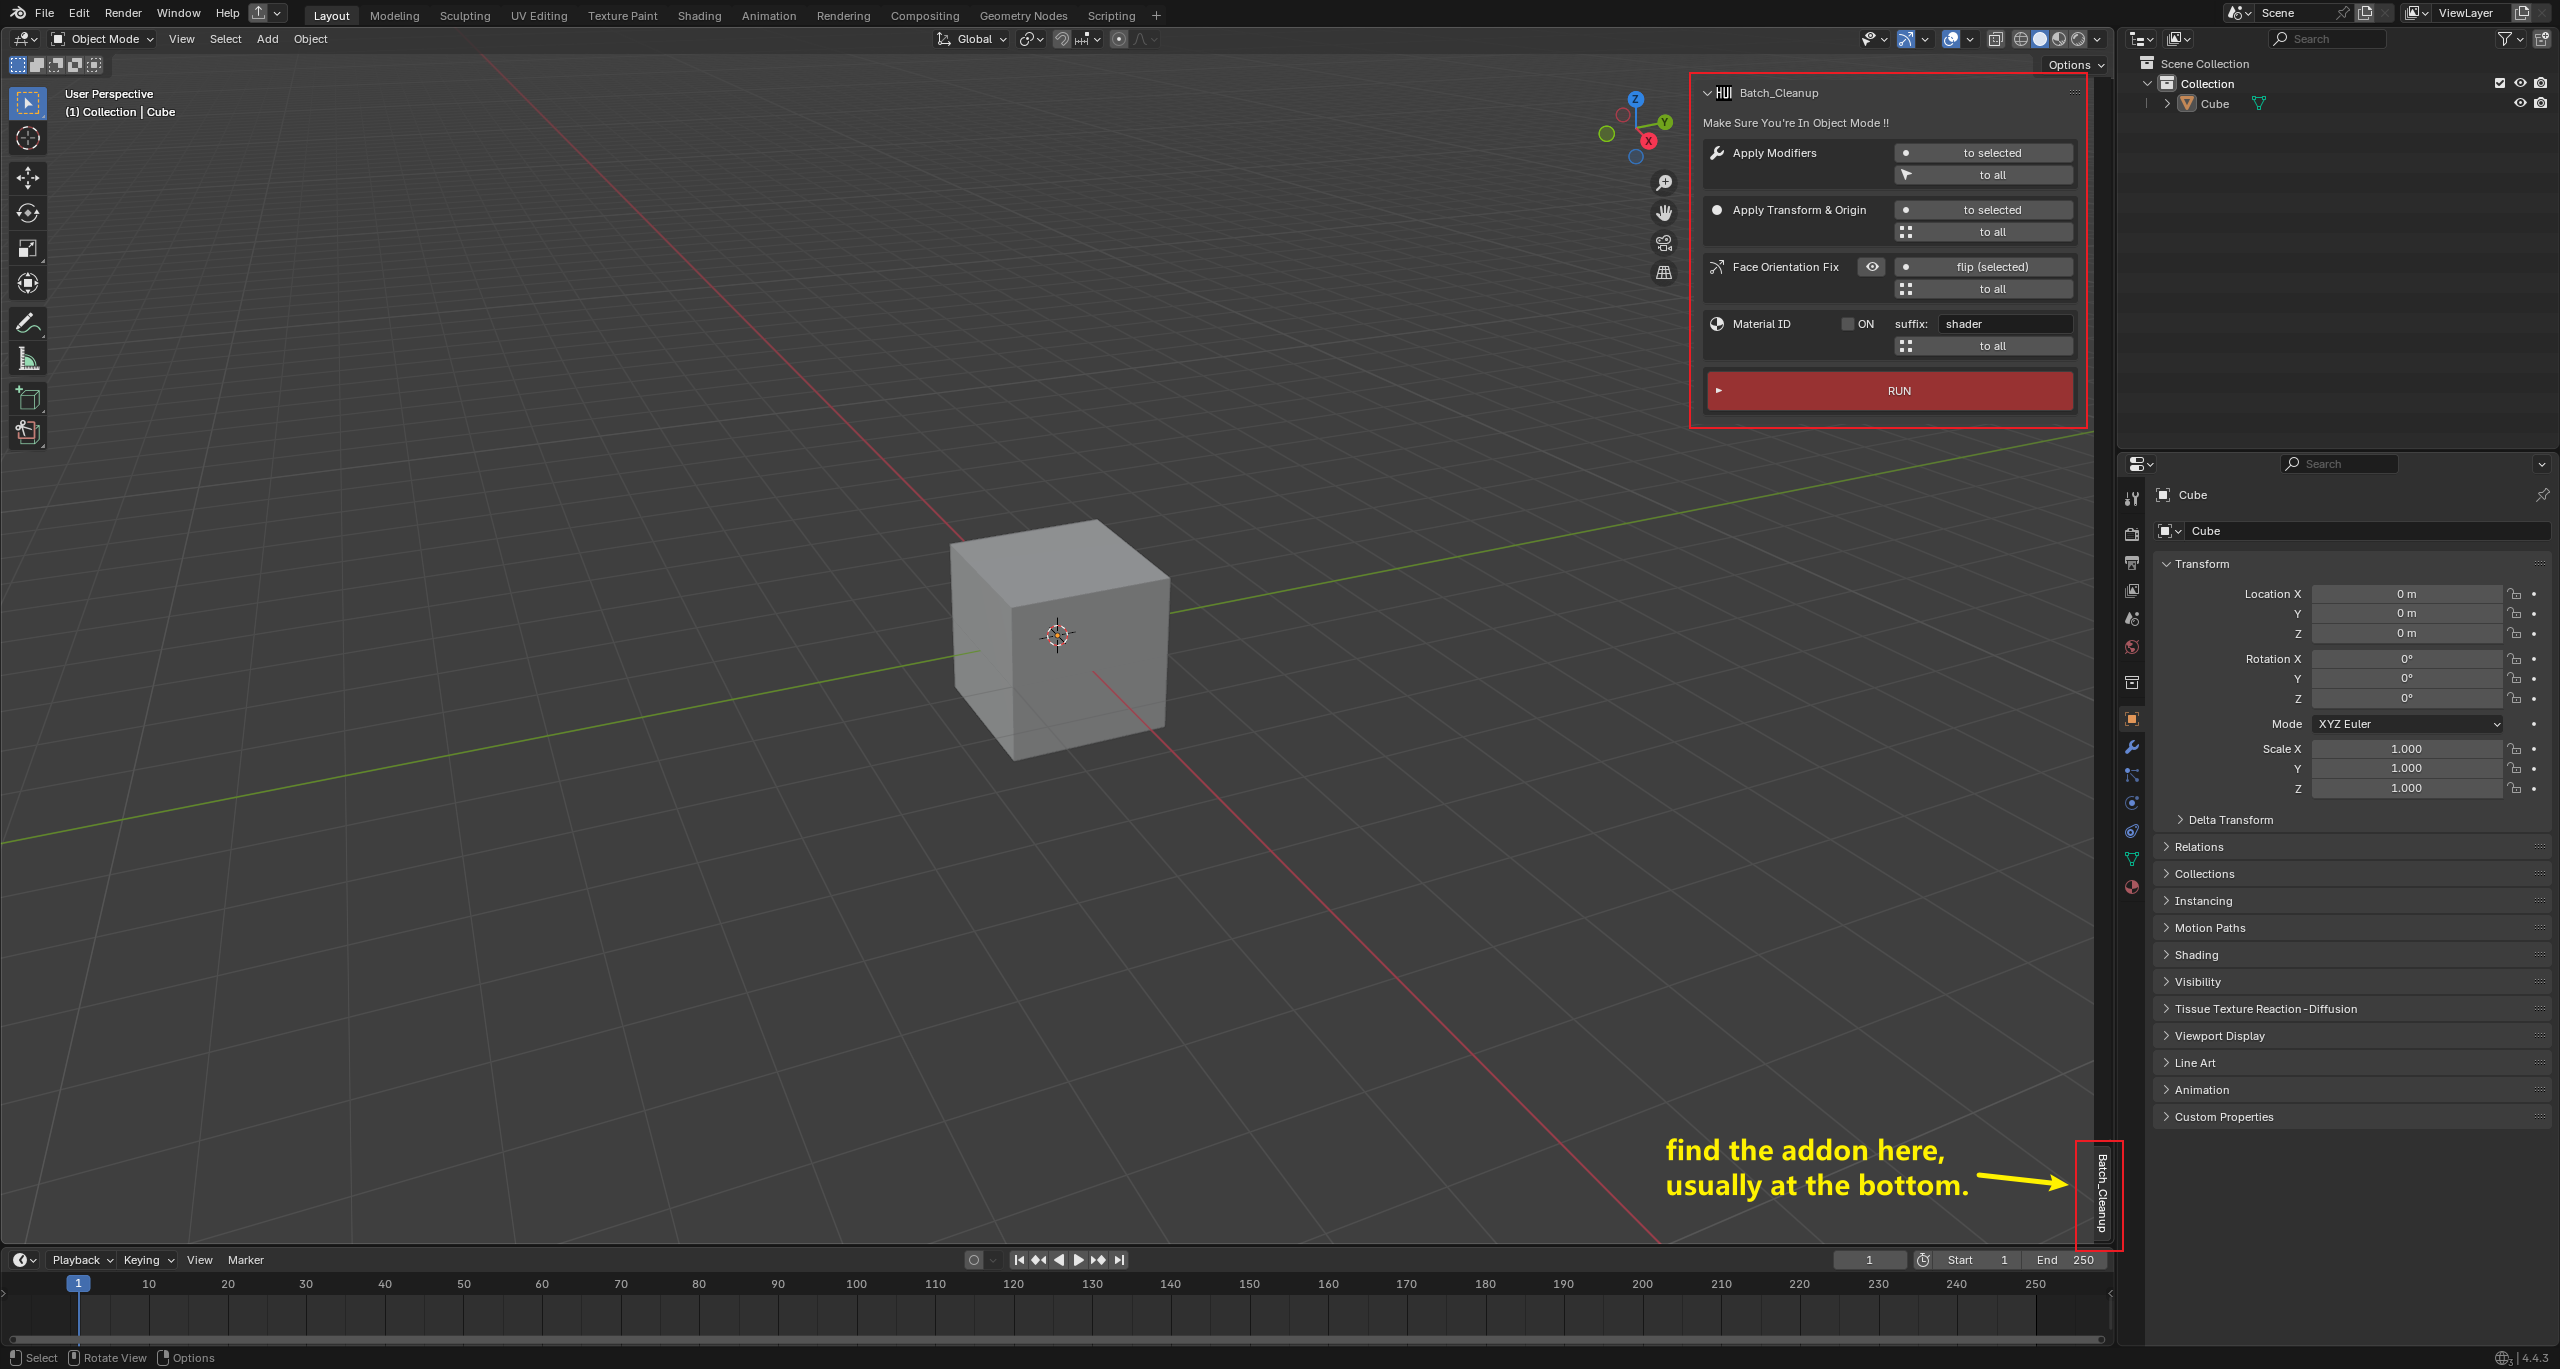 File Edit Render Window Help Layout Modeling Sculpting UV Editing Texture Paint Shading Animation Rendering Compositing Geometry Nodes Scripting + Scene ViewLayer
Object Mode View Select Add Object Global Search
Options
User Perspective
(1) Collection | Cube
Z
Y
X
HUI Batch_Cleanup
Make Sure You're In Object Mode !!
Apply Modifiers to selected
to all
Apply Transform & Origin to selected
to all
Face Orientation Fix flip (selected)
to all
Material ID ON suffix: shader
to all
RUN
Scene Collection
Collection
Cube
Search
Cube
Cube
Transform
Location X 0 m
Y 0 m
Z 0 m
Rotation X 0°
Y 0°
Z 0°
Mode XYZ Euler
Scale X 1.000
Y 1.000
Z 1.000
Delta Transform
Relations
Collections
Instancing
Motion Paths
Shading
Visibility
Tissue Texture Reaction-Diffusion
Viewport Display
Line Art
Animation
Custom Properties
find the addon here,
usually at the bottom.
Batch_Cleanup
Playback Keying View Marker 1 Start 1 End 250
1 10 20 30 40 50 60 70 80 90 100 110 120 130 140 150 160 170 180 190 200 210 220 230 240 250
Select Rotate View Options 4.4.3